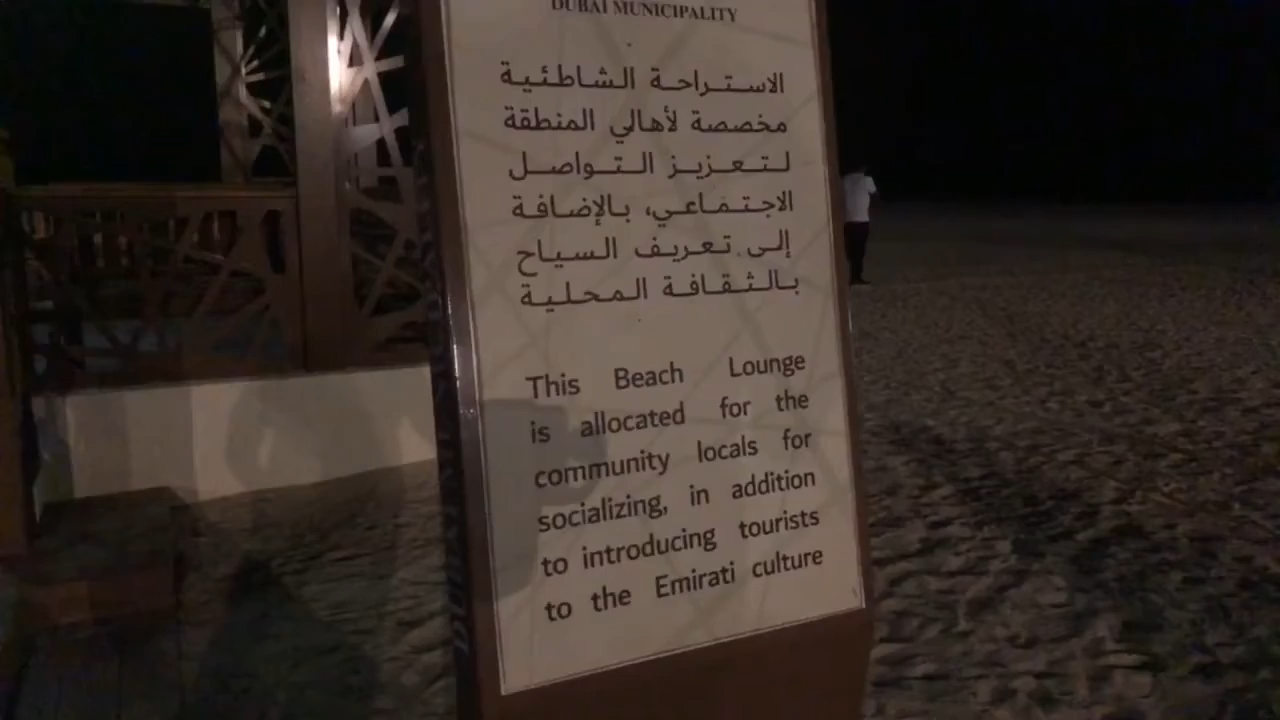 DUBAI MUNICIPALITY
الاستراحة الشاطئية
مخصصة لأهالي المنطقة
لتعزيز التواصل
الاجتماعي، بالإضافة
إلى تعريف السياح
بالثقافة المحلية
This Beach Lounge
is allocated for the
community locals for
socializing, in addition
to introducing tourists
to the Emirati culture